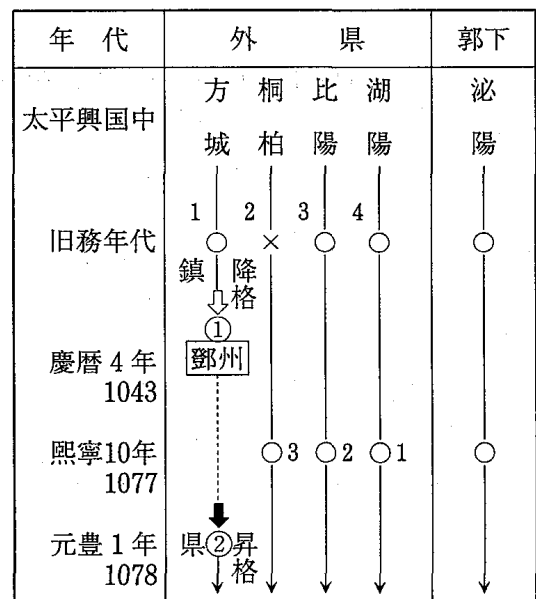 年代 外県 郭下
太平興国中 方城 桐柏 比陽 湖陽 泌陽
1 2 3 4
旧務年代 ○ × ○ ○ ○
鎮 降格
①
鄧州
慶暦4年
1043
熙寧10年 ○3 ○2 ○1 ○
1077
元豊1年 県②昇格
1078